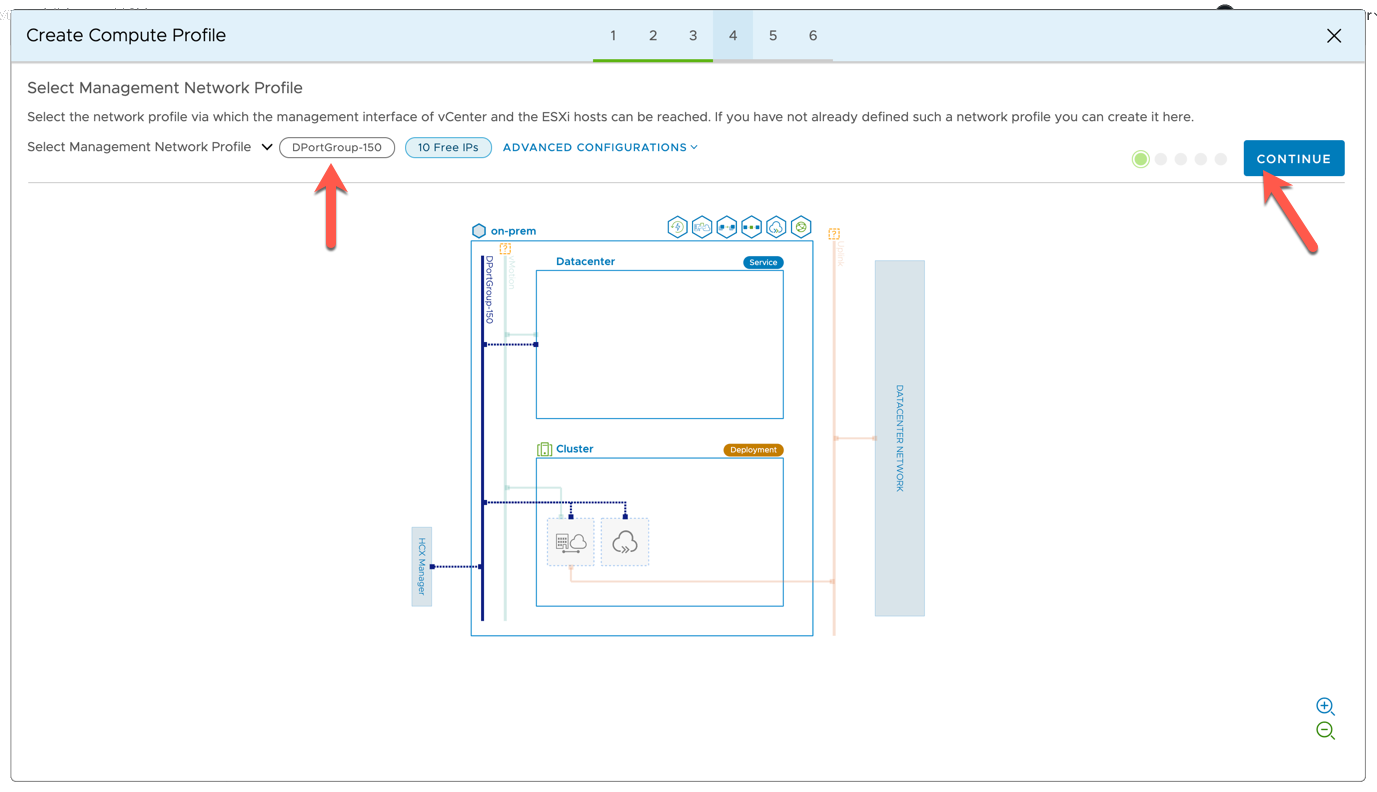 Create Compute Profile
1 2 3 4 5 6
Select Management Network Profile
Select the network profile via which the management interface of vCenter and the ESXi hosts can be reached. If you have not already defined such a network profile you can create it here.
Select Management Network Profile DPortGroup-150 10 Free IPs ADVANCED CONFIGURATIONS
CONTINUE
on-prem
?
?
DPortGroup-150
vMotion
Uplink
Datacenter
Service
DATACENTER NETWORK
Cluster
Deployment
HCX Manager